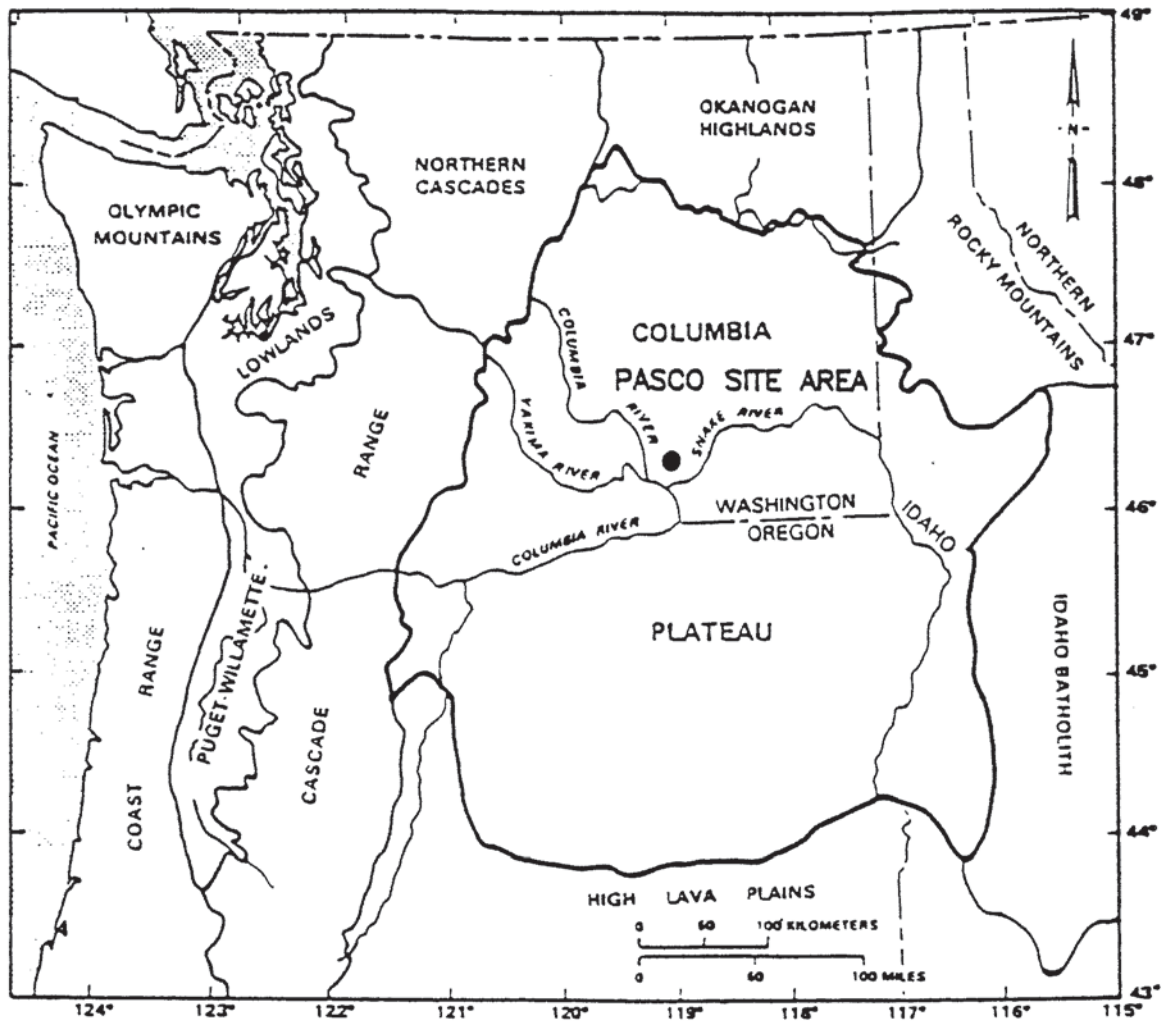 49°
OKANOGAN
HIGHLANDS
N
NORTHERN
CASCADES
48°
OLYMPIC
MOUNTAINS
NORTHERN
ROCKY MOUNTAINS
LOWLANDS
COLUMBIA
COLUMBIA
47°
PASCO SITE AREA
RANGE
YAKIMA RIVER
RIVER
SNAKE RIVER
PACIFIC OCEAN
46°
WASHINGTON
OREGON
IDAHO
COLUMBIA RIVER
PUGET-WILLAMETTE
PLATEAU
IDAHO BATHOLITH
RANGE
45°
CASCADE
COAST
44°
HIGH LAVA PLAINS
0 50 100 KILOMETERS
0 50 100 MILES
43°
124° 123° 122° 121° 120° 119° 118° 117° 116° 115°